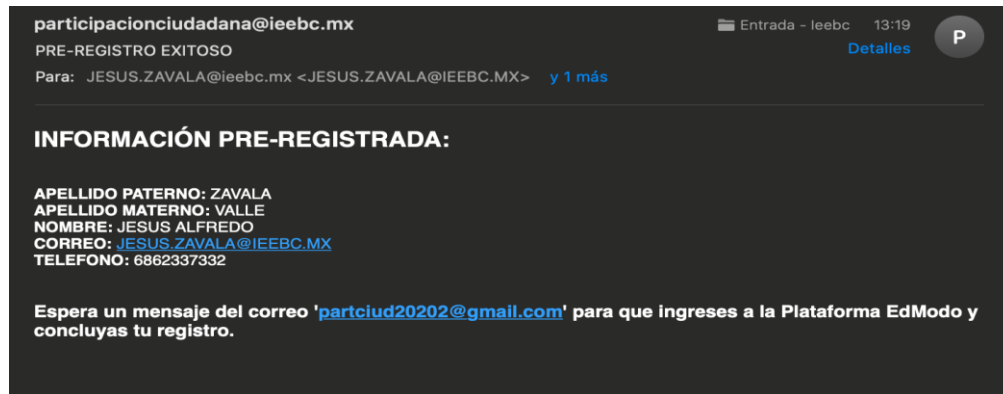 participacionciudadana@ieebc.mx
Entrada - Ieebc 13:19
P
PRE-REGISTRO EXITOSO
Detalles
Para: JESUS.ZAVALA@ieebc.mx <JESUS.ZAVALA@IEEBC.MX> y 1 más
INFORMACIÓN PRE-REGISTRADA:
APELLIDO PATERNO: ZAVALA
APELLIDO MATERNO: VALLE
NOMBRE: JESUS ALFREDO
CORREO: JESUS.ZAVALA@IEEBC.MX
TELEFONO: 6862337332
Espera un mensaje del correo 'partciud20202@gmail.com' para que ingreses a la Plataforma EdModo y
concluyas tu registro.